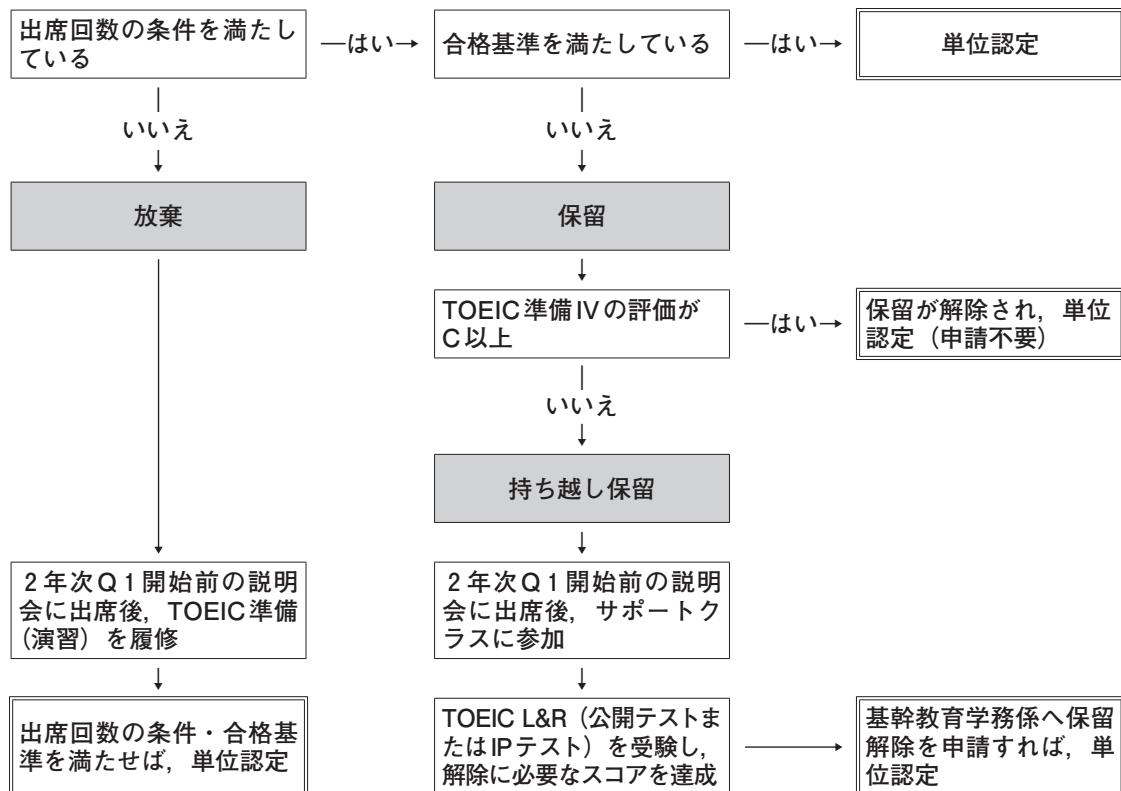 出席回数の条件を満たし
ている
―はい→
合格基準を満たしている
―はい→
単位認定
いいえ
いいえ
放棄
保留
TOEIC準備IVの評価が
C以上
―はい→
保留が解除され，単位
認定（申請不要）
いいえ
持ち越し保留
2年次Q1開始前の説明
会に出席後，TOEIC準備
（演習）を履修
2年次Q1開始前の説明
会に出席後，サポートク
ラスに参加
出席回数の条件・合格基
準を満たせば，単位認定
TOEIC L&R（公開テストま
たはIPテスト）を受験し，
解除に必要なスコアを達成
基幹教育学務係へ保留
解除を申請すれば，単
位認定